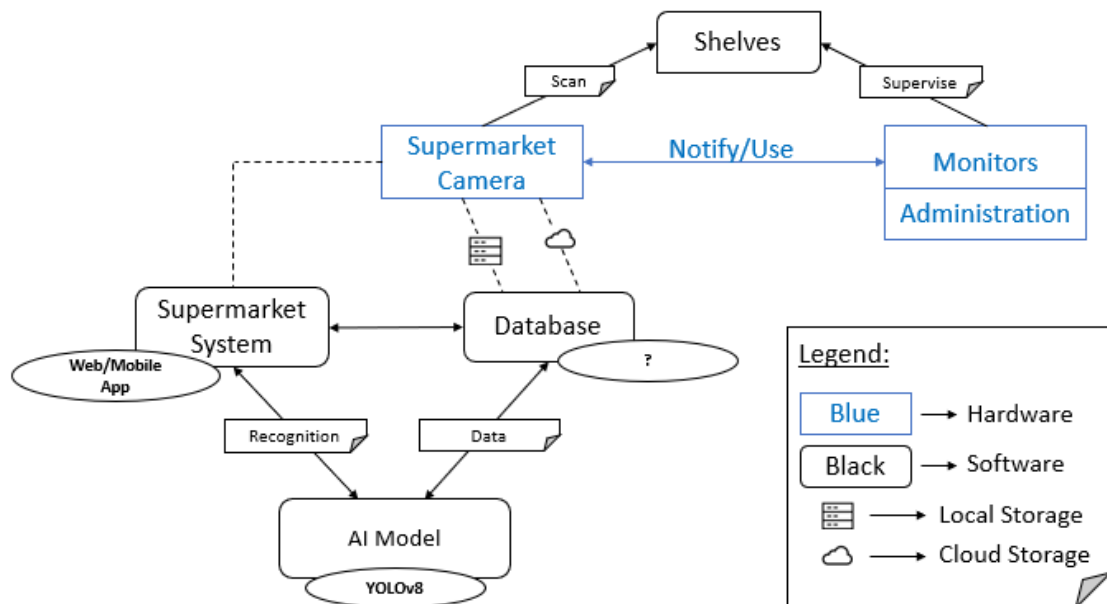 Shelves
Scan
Supervise
Supermarket
Camera
Notify/Use
Monitors
Administration
Supermarket
System
Database
Web/Mobile
App
?
Recognition
Data
AI Model
YOLOv8
Legend:
Blue
Hardware
Black
Software
Local Storage
Cloud Storage